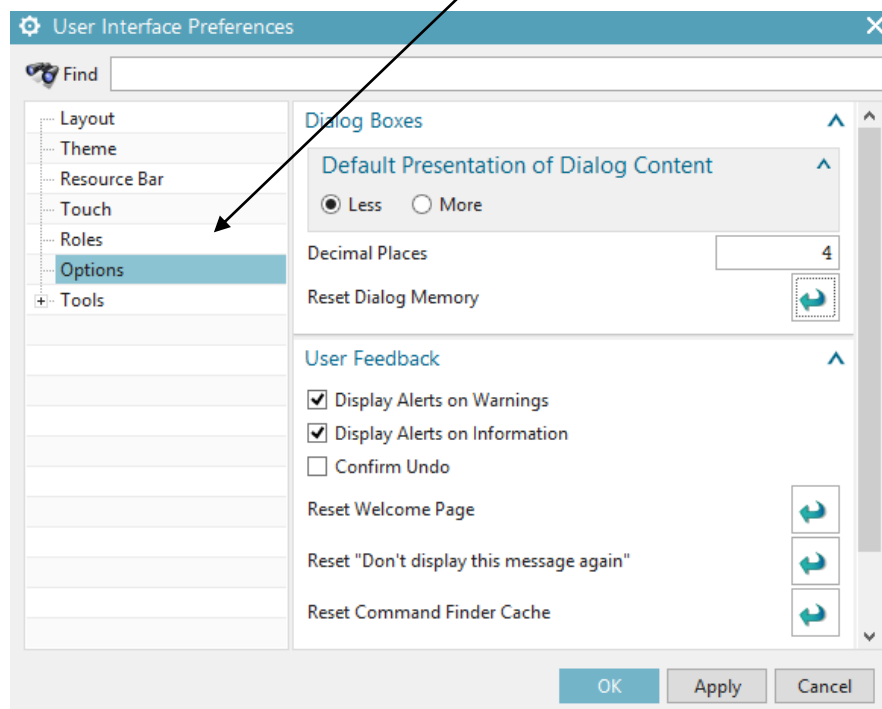 User Interface Preferences
Find
Layout
Theme
Resource Bar
Touch
Roles
Options
Tools
Dialog Boxes
Default Presentation of Dialog Content
Less More
Decimal Places 4
Reset Dialog Memory
User Feedback
Display Alerts on Warnings
Display Alerts on Information
Confirm Undo
Reset Welcome Page
Reset "Don't display this message again"
Reset Command Finder Cache
OK Apply Cancel